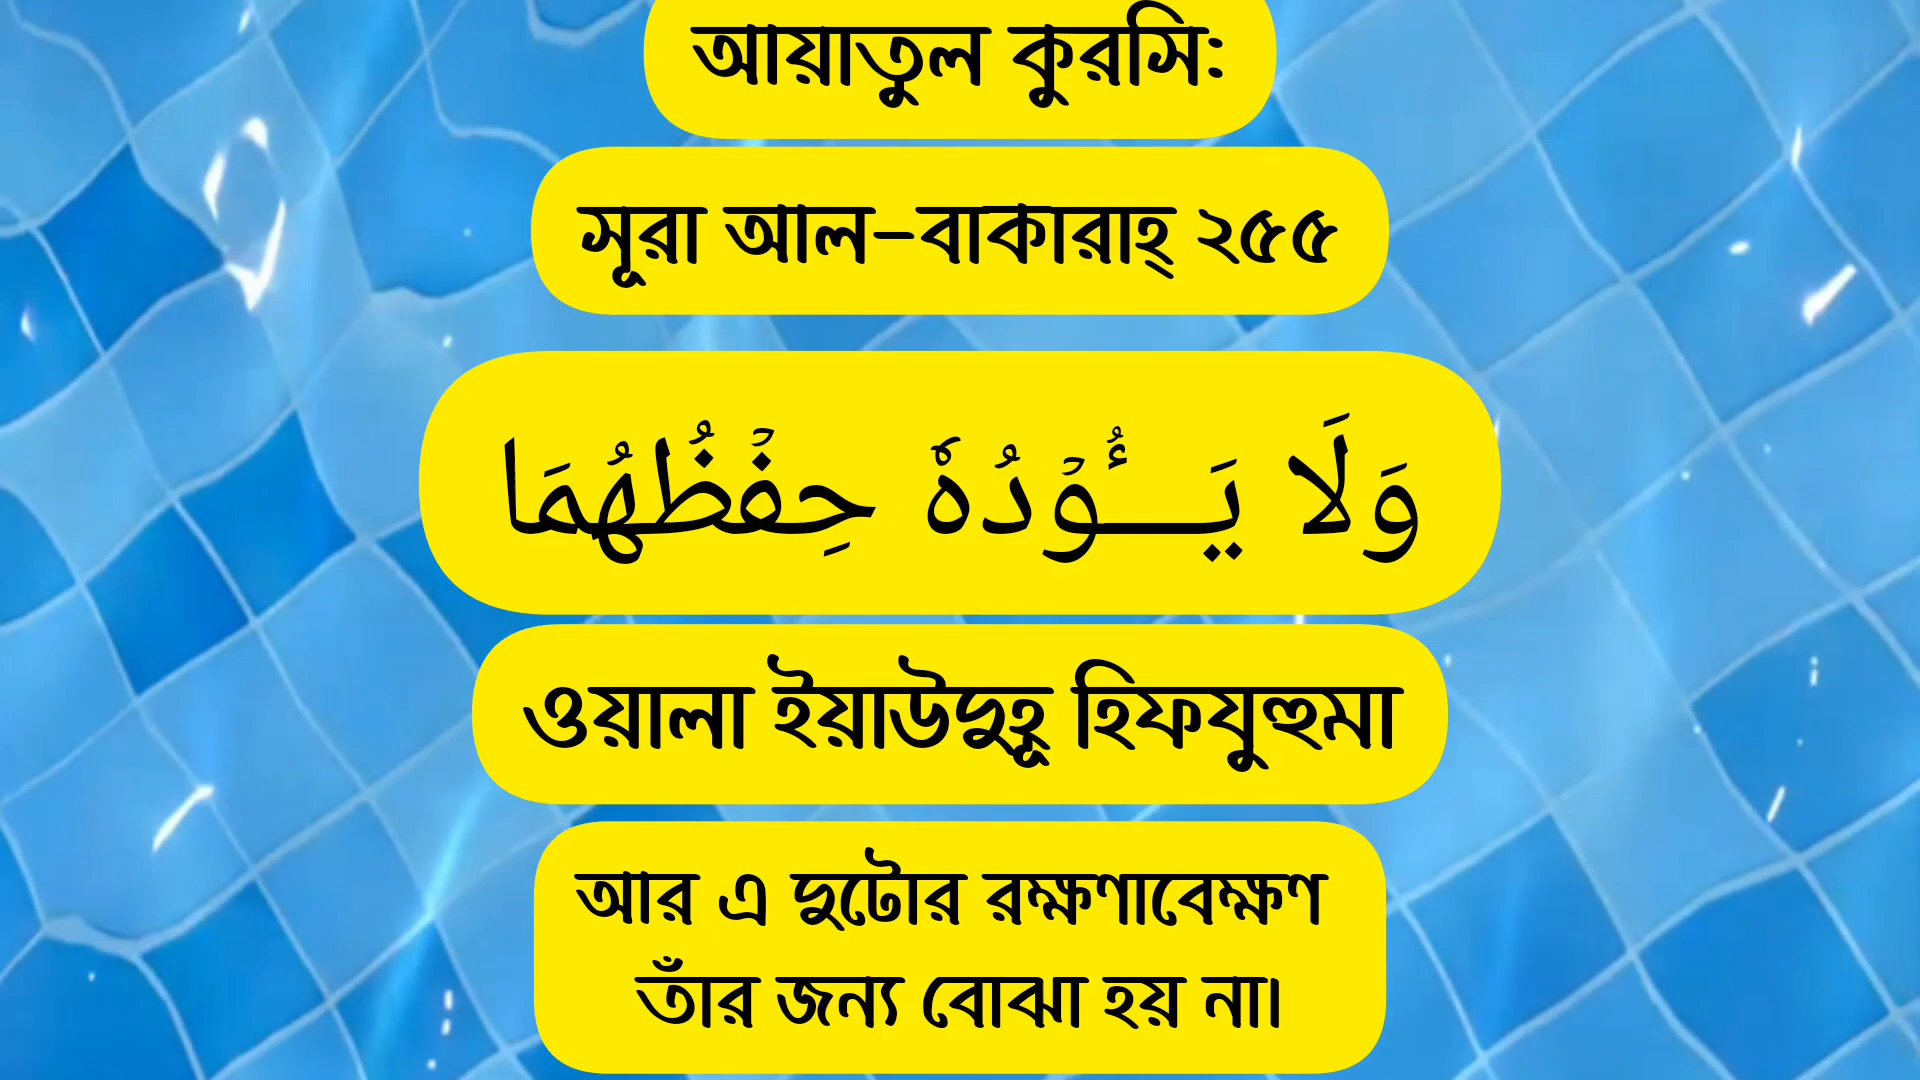 আয়াতুল কুরসি:
সূরা আল-বাকারাহ্ ২৫৫
وَلَا يَـــُٔوۡدُهٗ حِفۡظُهُمَا
ওয়ালা ইয়াউদুহূ হিফযুহুমা
আর এ দুটোর রক্ষণাবেক্ষণ
তাঁর জন্য বোঝা হয় না।